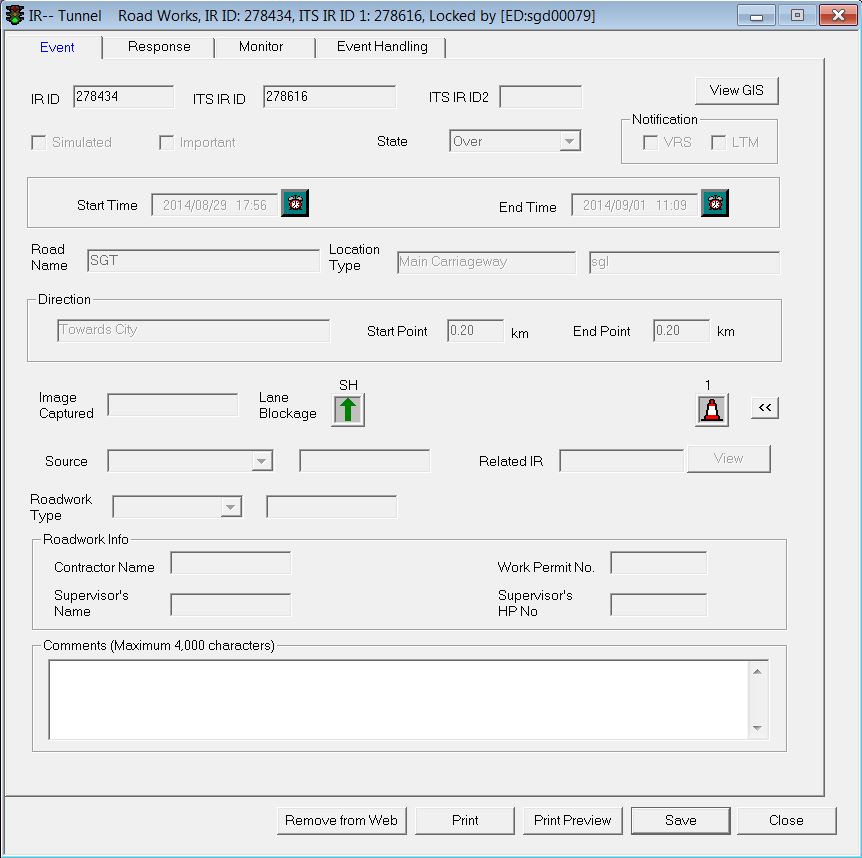 IR-- Tunnel Road Works, IR ID: 278434, ITS IR ID 1: 278616, Locked by [ED:sgd00079]
Event Response Monitor Event Handling
IR ID 278434 ITS IR ID 278616 ITS IR ID2 View GIS
Simulated Important State Over Notification VRS LTM
Start Time 2014/08/29 17:56 End Time 2014/09/01 11:09
Road Name SGT Location Type Main Carriageway sgl
Direction
Towards City Start Point 0.20 km End Point 0.20 km
Image Captured Lane Blockage SH 1 <<
Source Related IR View
Roadwork Type
Roadwork Info
Contractor Name Work Permit No.
Supervisor's Name Supervisor's HP No
Comments (Maximum 4,000 characters)
Remove from Web Print Print Preview Save Close